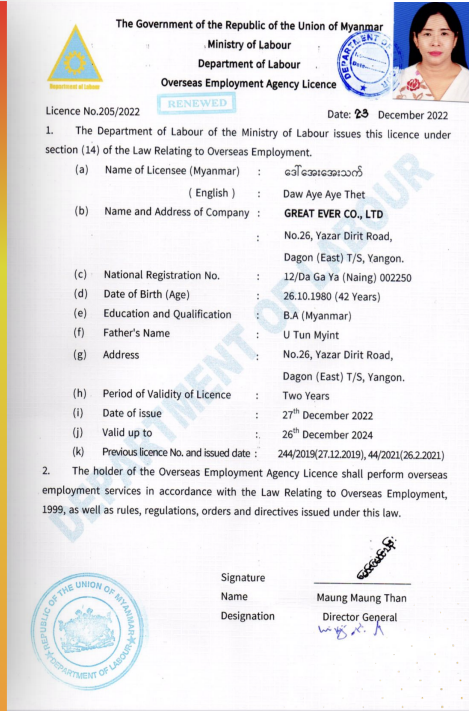 The Government of the Republic of the Union of Myanmar
Ministry of Labour
Department of Labour
Overseas Employment Agency Licence
Department of Labour
RENEWED
Licence No.205/2022
Date: 23 December 2022
1. The Department of Labour of the Ministry of Labour issues this licence under
section (14) of the Law Relating to Overseas Employment.
(a) Name of Licensee (Myanmar) : ဒေါ်အေးအေးသက်
( English ) : Daw Aye Aye Thet
(b) Name and Address of Company : GREAT EVER CO., LTD
: No.26, Yazar Dirit Road,
Dagon (East) T/S, Yangon.
(c) National Registration No. : 12/Da Ga Ya (Naing) 002250
(d) Date of Birth (Age) : 26.10.1980 (42 Years)
(e) Education and Qualification : B.A (Myanmar)
(f) Father's Name : U Tun Myint
(g) Address : No.26, Yazar Dirit Road,
Dagon (East) T/S, Yangon.
(h) Period of Validity of Licence : Two Years
(i) Date of issue : 27th December 2022
(j) Valid up to : 26th December 2024
(k) Previous licence No. and issued date : 244/2019(27.12.2019), 44/2021(26.2.2021)
2. The holder of the Overseas Employment Agency Licence shall perform overseas
employment services in accordance with the Law Relating to Overseas Employment,
1999, as well as rules, regulations, orders and directives issued under this law.
DEPARTMENT OF LABOUR
Signature
Name Maung Maung Than
Designation Director General
REPUBLIC OF THE UNION OF MYANMAR
DEPARTMENT OF LABOUR